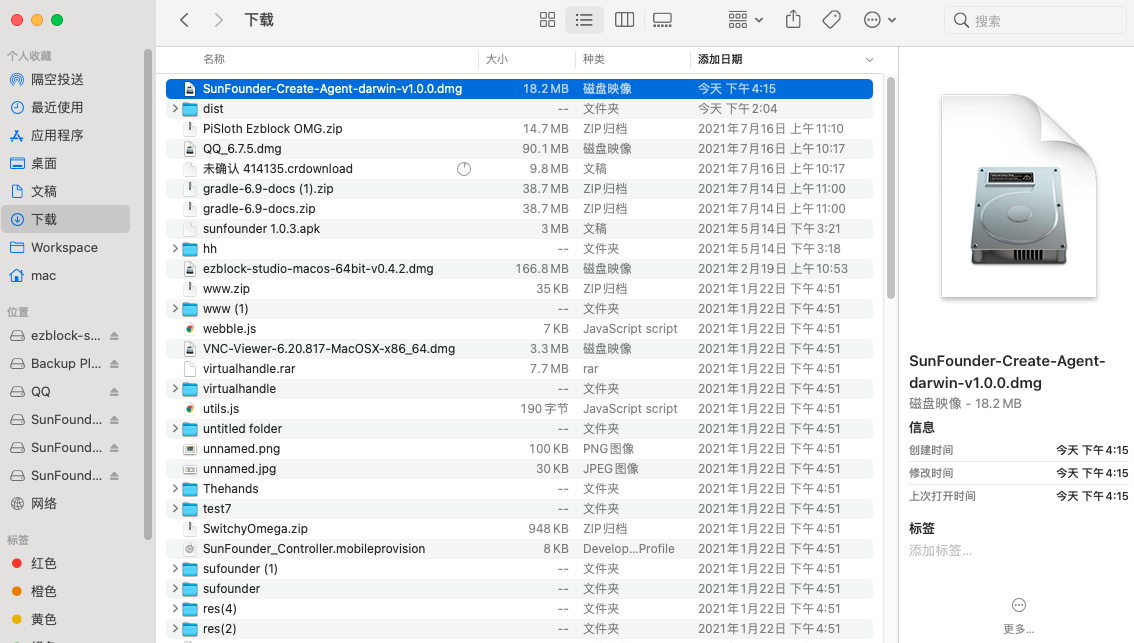 下载
搜索
个人收藏
隔空投送
最近使用
应用程序
桌面
文稿
下载
Workspace
mac
位置
ezblock-s...
Backup Pl...
QQ
SunFound...
SunFound...
SunFound...
网络
标签
红色
橙色
黄色
名称 大小 种类 添加日期
SunFounder-Create-Agent-darwin-v1.0.0.dmg 18.2 MB 磁盘映像 今天 下午4:15
dist -- 文件夹 今天 下午2:04
PiSloth Ezblock OMG.zip 14.7 MB ZIP归档 2021年7月16日 上午11:10
QQ_6.7.5.dmg 90.1 MB 磁盘映像 2021年7月16日 上午10:17
未确认 414135.crdownload 9.8 MB 文稿 2021年7月16日 上午10:17
gradle-6.9-docs (1).zip 38.7 MB ZIP归档 2021年7月14日 上午11:00
gradle-6.9-docs.zip 38.7 MB ZIP归档 2021年7月14日 上午11:00
sunfounder 1.0.3.apk 3 MB 文稿 2021年5月14日 下午3:21
hh -- 文件夹 2021年5月14日 下午3:18
ezblock-studio-macos-64bit-v0.4.2.dmg 166.8 MB 磁盘映像 2021年2月19日 上午10:53
www.zip 35 KB ZIP归档 2021年1月22日 下午4:51
www (1) -- 文件夹 2021年1月22日 下午4:51
webble.js 7 KB JavaScript script 2021年1月22日 下午4:51
VNC-Viewer-6.20.817-MacOSX-x86_64.dmg 3.3 MB 磁盘映像 2021年1月22日 下午4:51
virtualhandle.rar 7.7 MB rar 2021年1月22日 下午4:51
virtualhandle -- 文件夹 2021年1月22日 下午4:51
utils.js 190 字节 JavaScript script 2021年1月22日 下午4:51
untitled folder -- 文件夹 2021年1月22日 下午4:51
unnamed.png 100 KB PNG图像 2021年1月22日 下午4:51
unnamed.jpg 30 KB JPEG图像 2021年1月22日 下午4:51
Thehands -- 文件夹 2021年1月22日 下午4:51
test7 -- 文件夹 2021年1月22日 下午4:51
SwitchyOmega.zip 948 KB ZIP归档 2021年1月22日 下午4:51
SunFounder_Controller.mobileprovision 8 KB Develop...Profile 2021年1月22日 下午4:51
sufounder (1) -- 文件夹 2021年1月22日 下午4:51
sufounder -- 文件夹 2021年1月22日 下午4:51
res(4) -- 文件夹 2021年1月22日 下午4:51
res(2) -- 文件夹 2021年1月22日 下午4:51
SunFounder-Create-Agent-
darwin-v1.0.0.dmg
磁盘映像 - 18.2 MB
信息
创建时间 今天 下午4:15
修改时间 今天 下午4:15
上次打开时间 今天 下午4:15
标签
添加标签...
更多...